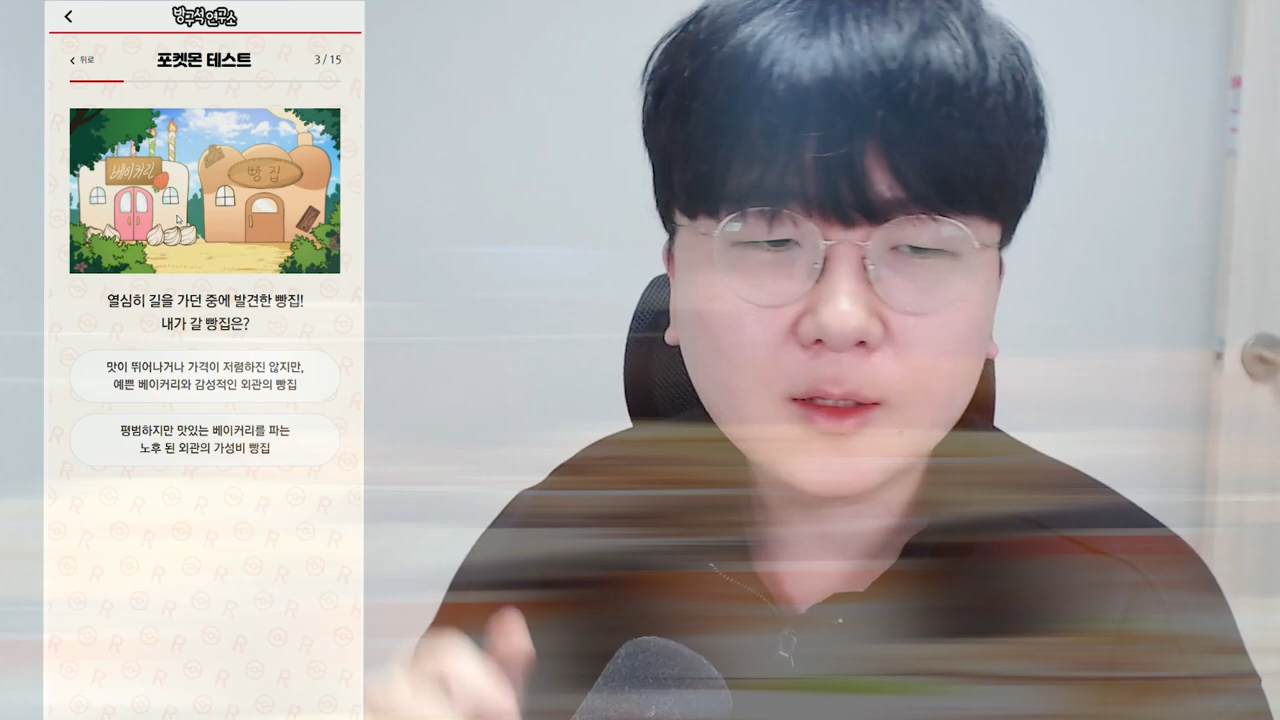 방구석 연구소
뒤로
포켓몬 테스트
3 / 15
베이커리
빵집
열심히 길을 가던 중에 발견한 빵집!
내가 갈 빵집은?
맛이 뛰어나거나 가격이 저렴하진 않지만,
예쁜 베이커리와 감성적인 외관의 빵집
평범하지만 맛있는 베이커리를 파는
노후 된 외관의 가성비 빵집